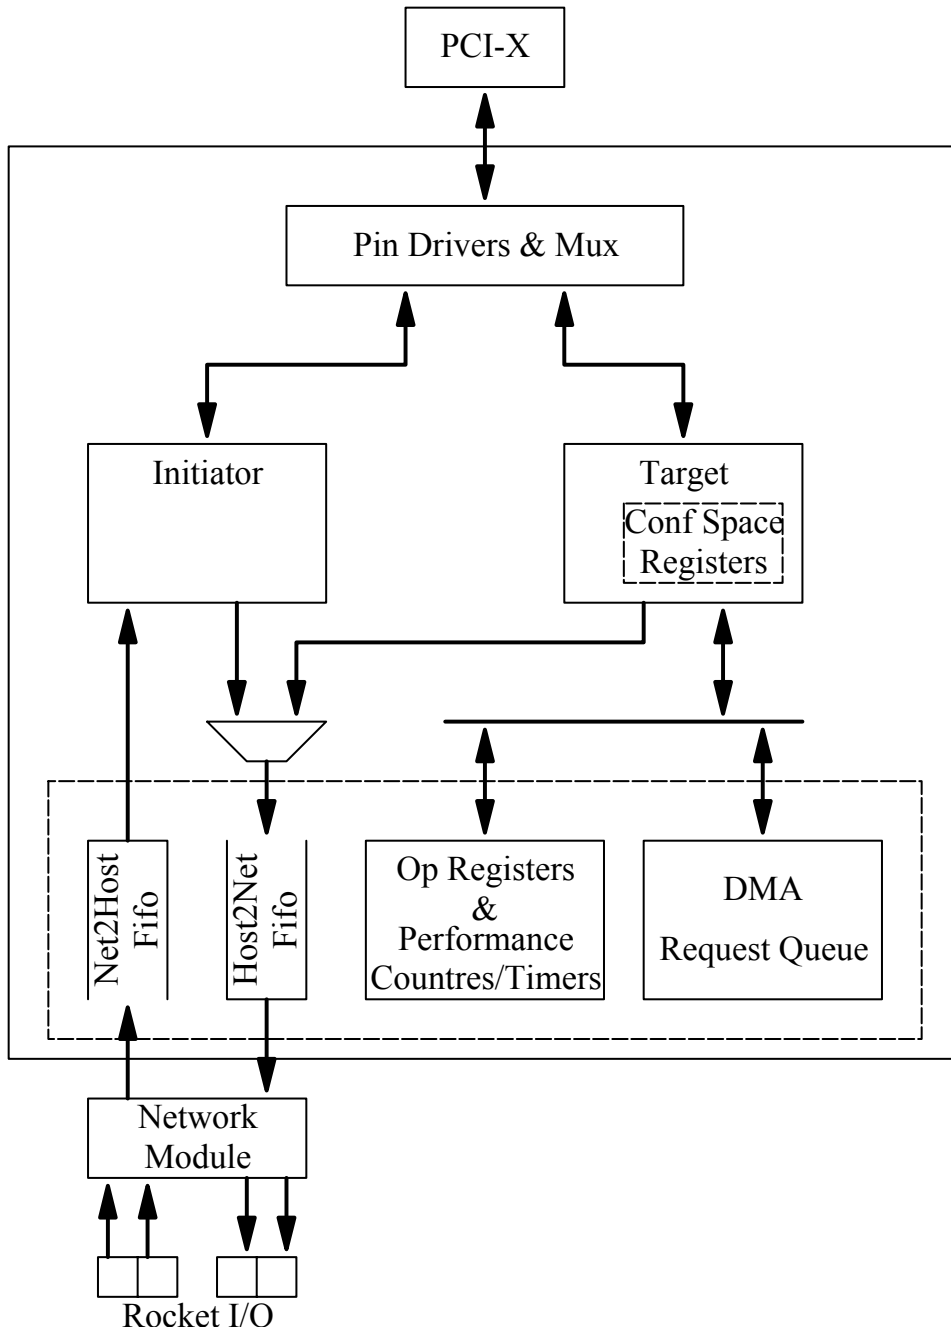 PCI-X
Pin Drivers & Mux
Initiator
Target
Conf Space
Registers
Net2Host
Fifo
Host2Net
Fifo
Op Registers
&
Performance
Countres/Timers
DMA
Request Queue
Network
Module
Rocket I/O